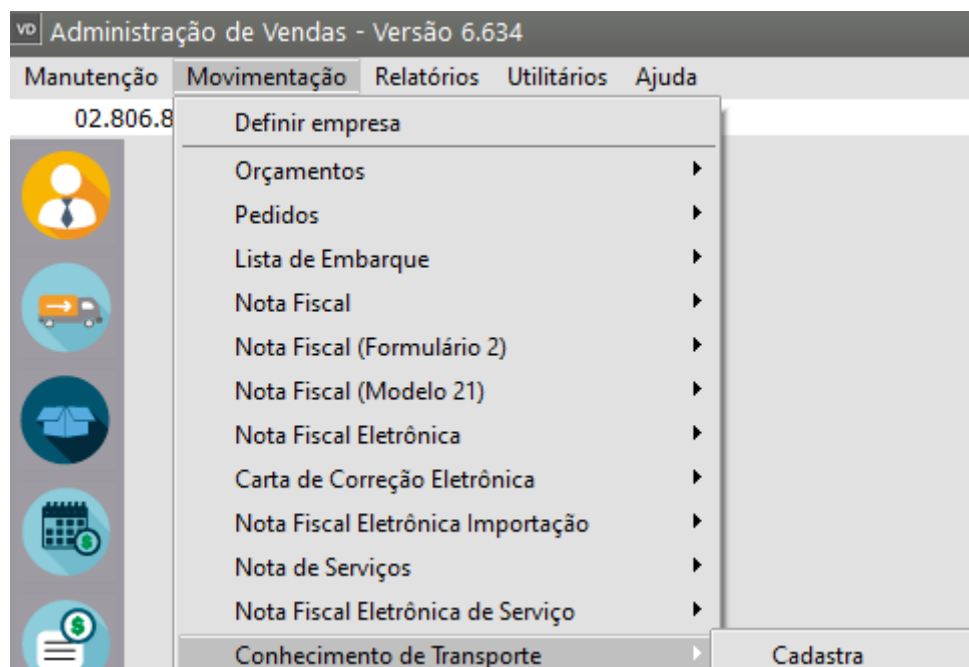 VD Administração de Vendas - Versão 6.634
Manutenção Movimentação Relatórios Utilitários Ajuda
02.806.8
Definir empresa
Orçamentos
Pedidos
Lista de Embarque
Nota Fiscal
Nota Fiscal (Formulário 2)
Nota Fiscal (Modelo 21)
Nota Fiscal Eletrônica
Carta de Correção Eletrônica
Nota Fiscal Eletrônica Importação
Nota de Serviços
Nota Fiscal Eletrônica de Serviço
Conhecimento de Transporte Cadastra